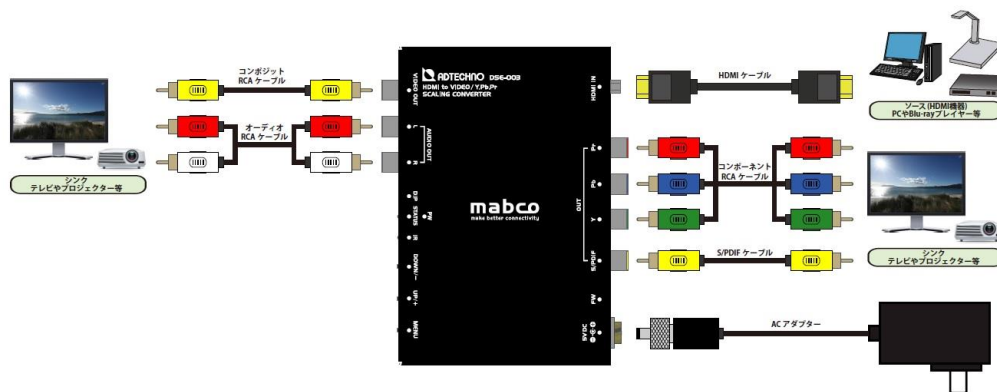 コンポジット
RCA ケーブル
オーディオ
RCA ケーブル
シンク
テレビやプロジェクター等
ADTECHNO DSG-003
HDMI to VIDEO/Y,Pb,Pr
SCALING CONVERTER
VIDEO OUT
L
AUDIO OUT
R
DIP
STATUS
PW
IR
DOWN/－
UP/+
MENU
mabco
make better connectivity
HDMI IN
Pr
Pb
OUT
Y
S/PDIF
PW
5VDC
HDMI ケーブル
ソース(HDMI機器)
PCやBlu-rayプレイヤー等
コンポーネント
RCA ケーブル
S/PDIF ケーブル
シンク
テレビやプロジェクター等
AC アダプター